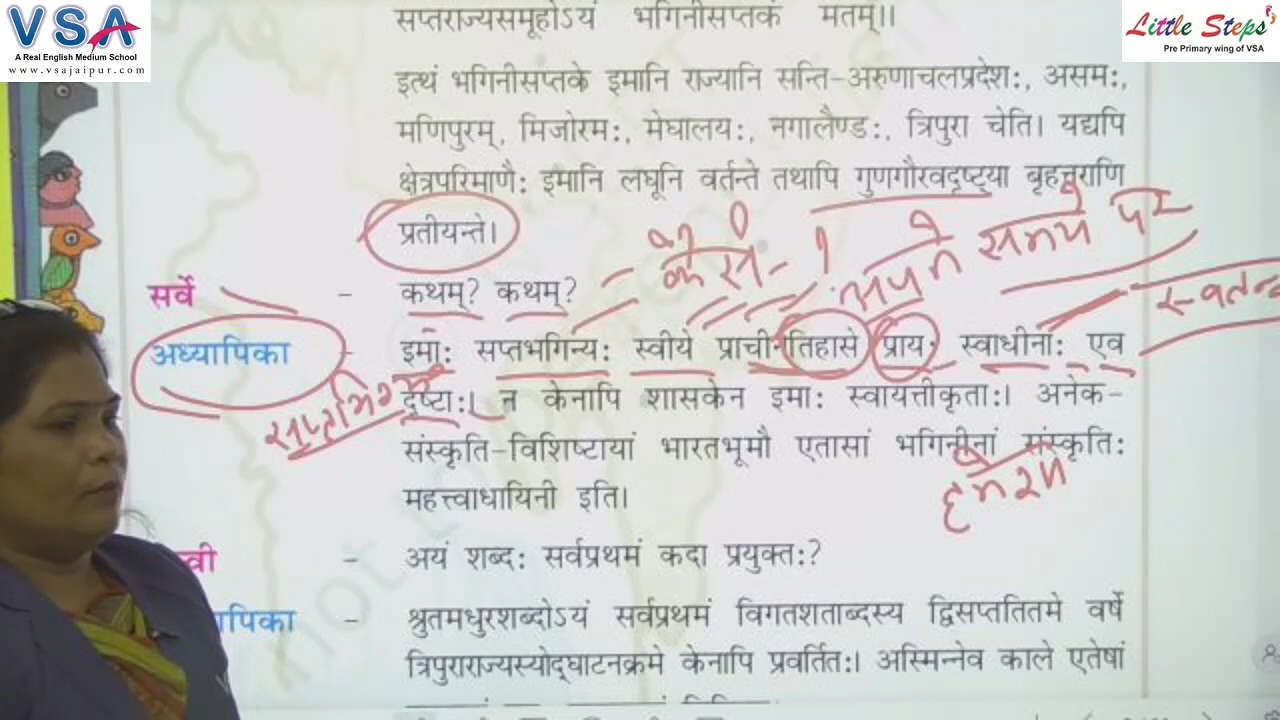 VSA
A Real English Medium School
www.vsajaipur.com
Little Steps
Pre Primary wing of VSA
सप्तराज्यसमूहोऽयं भगिनीसप्तकं मतम्।।
इत्थं भगिनीसप्तके इमानि राज्यानि सन्ति-अरुणाचलप्रदेशः, असमः,
मणिपुरम्, मिजोरमः, मेघालयः, नगालैण्डः, त्रिपुरा चेति। यद्यपि
क्षेत्रपरिमाणैः इमानि लघूनि वर्तन्ते तथापि गुणगौरवदृष्ट्या बृहत्तराणि
प्रतीयन्ते।
कैसे - ?
अपने समय पर
सर्वे - कथम्? कथम्?
स्वतन्त्र
अध्यापिका - इमाः सप्तभगिन्यः स्वीये प्राचीनेतिहासे प्रायः स्वाधीनाः एव
दृष्टाः। न केनापि शासकेन इमाः स्वायत्तीकृताः। अनेक-
संस्कृति-विशिष्टायां भारतभूमौ एतासां भगिनीनां संस्कृतिः
महत्त्वाधायिनी इति।
वी - अयं शब्दः सर्वप्रथमं कदा प्रयुक्तः?
ापिका - श्रुतमधुरशब्दोऽयं सर्वप्रथमं विगतशताब्दस्य द्विसप्ततितमे वर्षे
त्रिपुराराज्यस्योद्घाटनक्रमे केनापि प्रवर्तितः। अस्मिन्नेव काले एतेषां